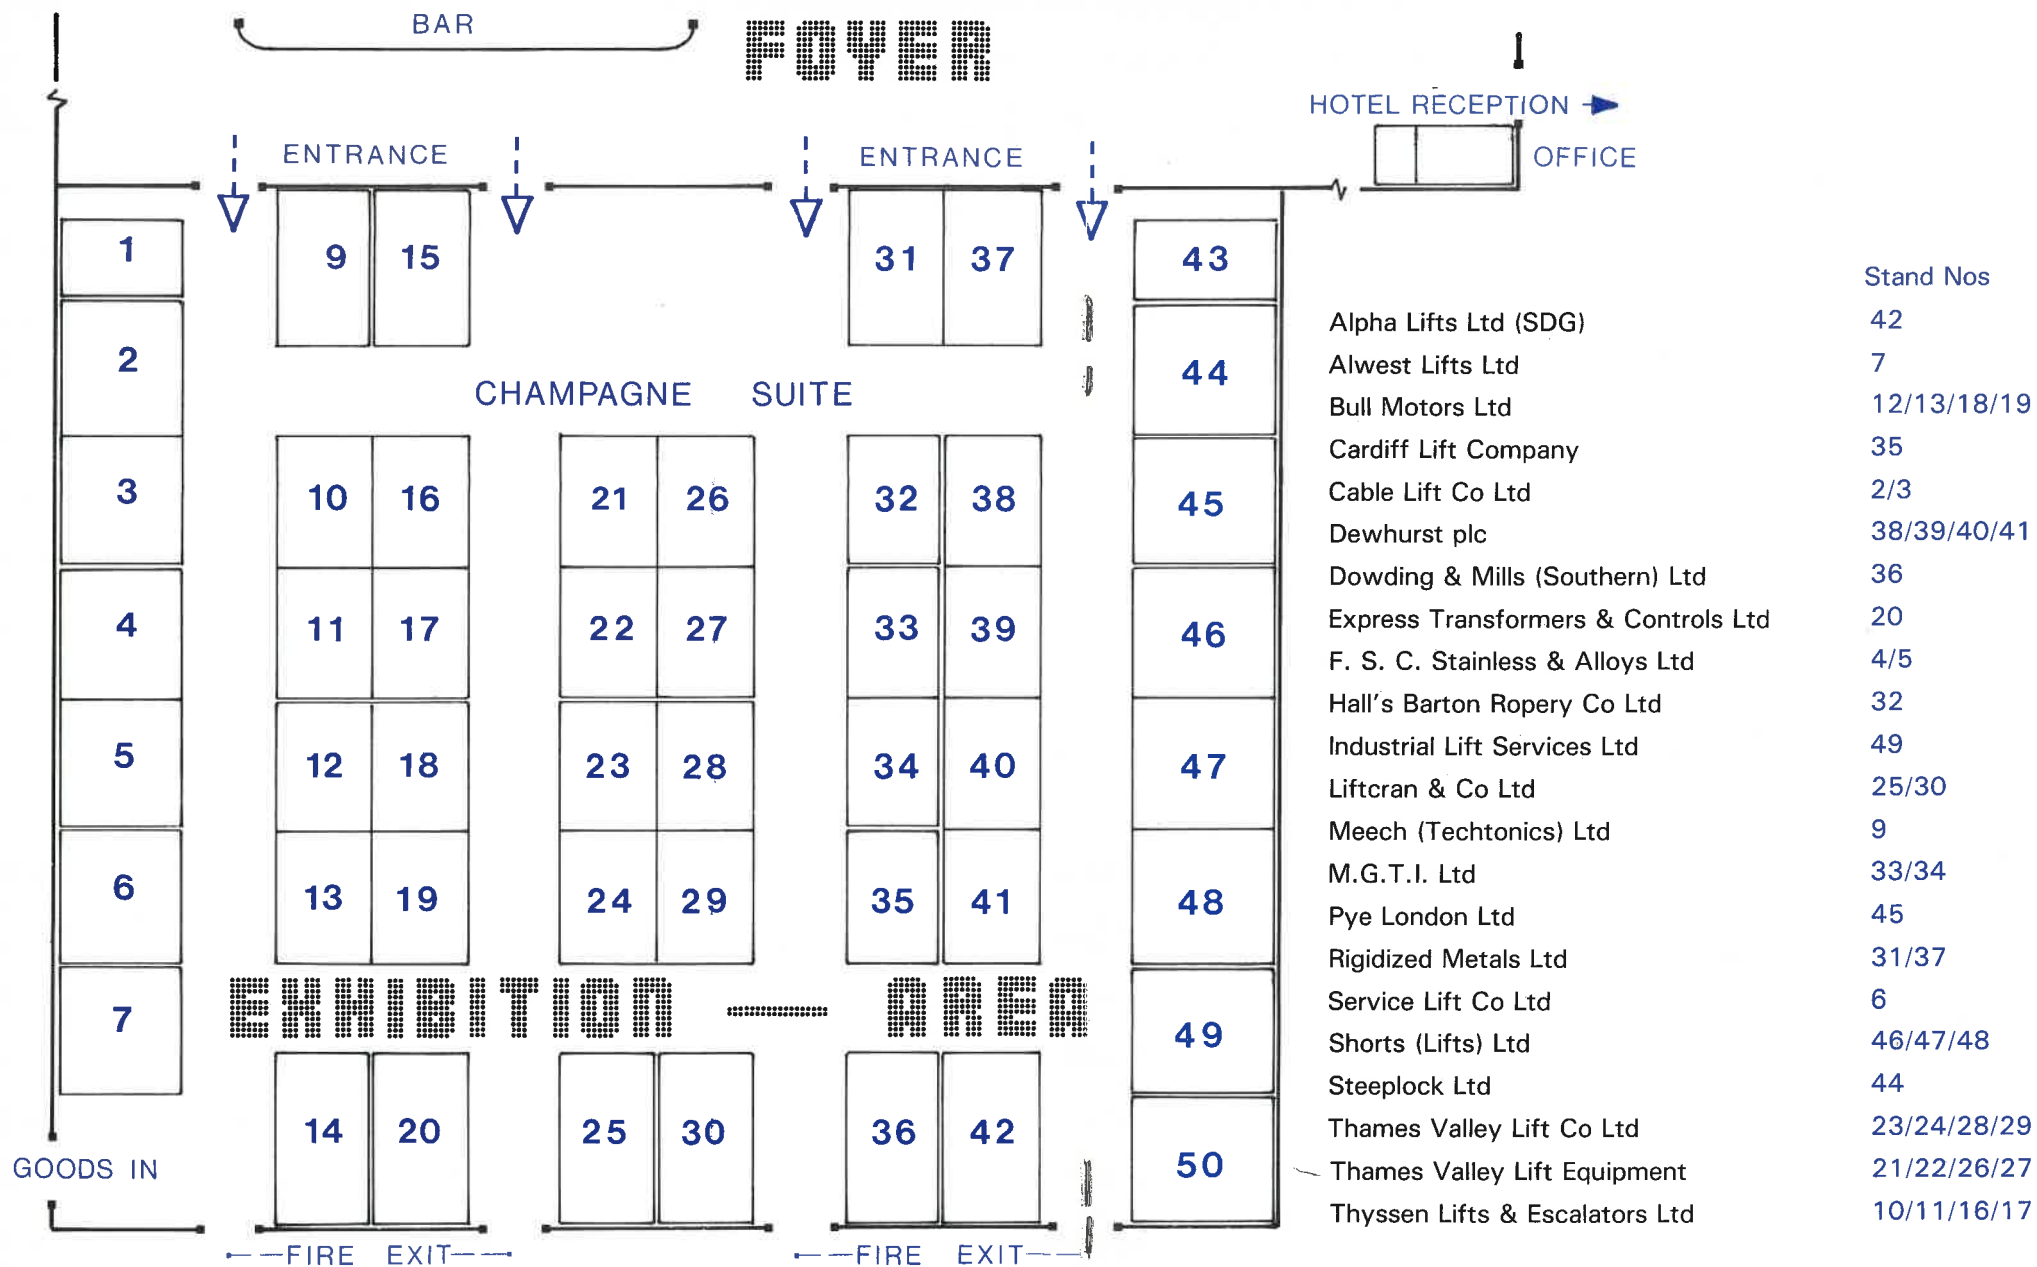 BAR
FOYER
HOTEL RECEPTION
ENTRANCE ENTRANCE OFFICE
1 9 15 31 37 43
Stand Nos
2 44
CHAMPAGNE SUITE
3 10 16 21 26 32 38 45
4 11 17 22 27 33 39 46
5 12 18 23 28 34 40 47
6 13 19 24 29 35 41 48
EXHIBITION — AREA
7 49
14 20 25 30 36 42 50
GOODS IN
FIRE EXIT FIRE EXIT
Alpha Lifts Ltd (SDG) 42
Alwest Lifts Ltd 7
Bull Motors Ltd 12/13/18/19
Cardiff Lift Company 35
Cable Lift Co Ltd 2/3
Dewhurst plc 38/39/40/41
Dowding & Mills (Southern) Ltd 36
Express Transformers & Controls Ltd 20
F. S. C. Stainless & Alloys Ltd 4/5
Hall's Barton Ropery Co Ltd 32
Industrial Lift Services Ltd 49
Liftcran & Co Ltd 25/30
Meech (Techtonics) Ltd 9
M.G.T.I. Ltd 33/34
Pye London Ltd 45
Rigidized Metals Ltd 31/37
Service Lift Co Ltd 6
Shorts (Lifts) Ltd 46/47/48
Steeplock Ltd 44
Thames Valley Lift Co Ltd 23/24/28/29
Thames Valley Lift Equipment 21/22/26/27
Thyssen Lifts & Escalators Ltd 10/11/16/17